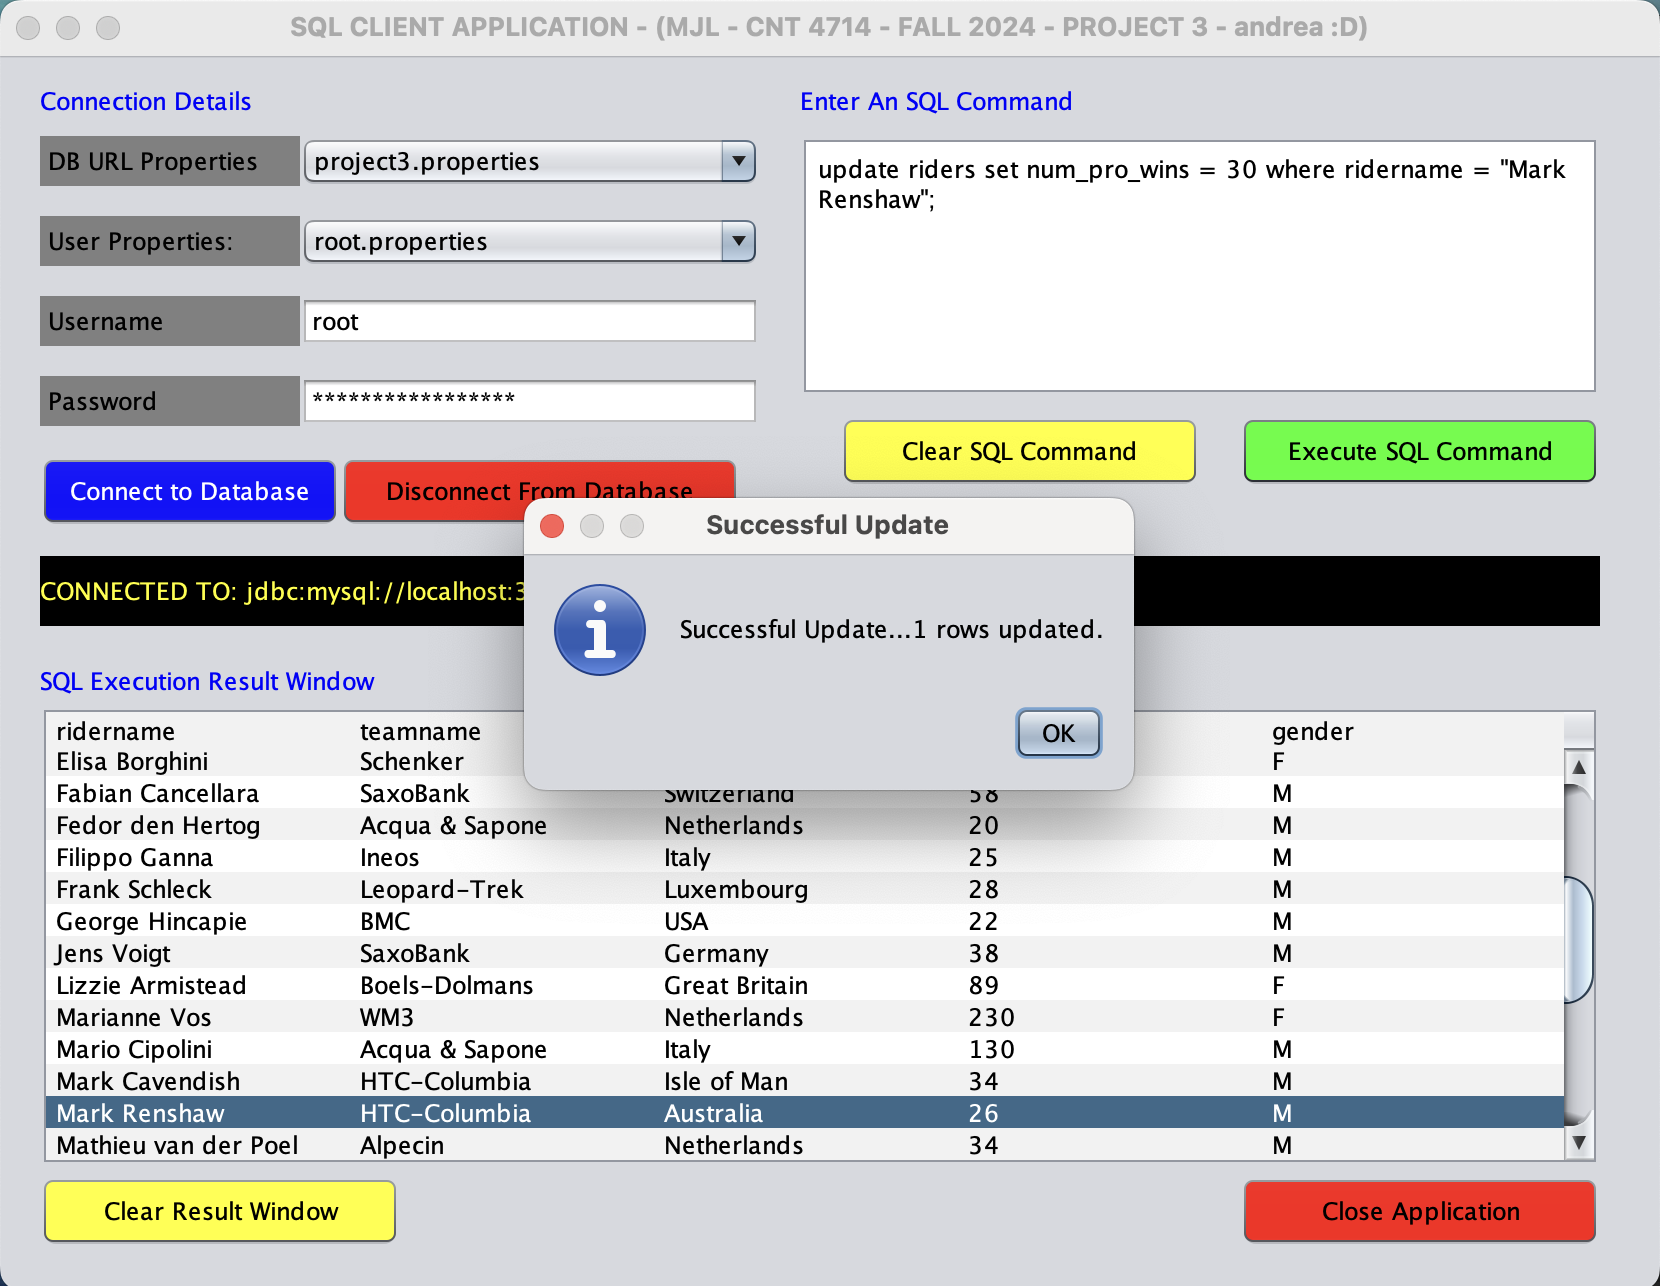 SQL CLIENT APPLICATION - (MJL - CNT 4714 - FALL 2024 - PROJECT 3 - andrea :D)
Connection Details
DB URL Properties project3.properties
User Properties: root.properties
Username root
Password *****************
Connect to Database Disconnect From Database
Enter An SQL Command
update riders set num_pro_wins = 30 where ridername = "Mark
Renshaw";
Clear SQL Command Execute SQL Command
CONNECTED TO: jdbc:mysql://localhost:3
Successful Update
Successful Update...1 rows updated.
OK
SQL Execution Result Window
ridername teamname gender
Elisa Borghini Schenker F
Fabian Cancellara SaxoBank Switzerland 58 M
Fedor den Hertog Acqua & Sapone Netherlands 20 M
Filippo Ganna Ineos Italy 25 M
Frank Schleck Leopard-Trek Luxembourg 28 M
George Hincapie BMC USA 22 M
Jens Voigt SaxoBank Germany 38 M
Lizzie Armistead Boels-Dolmans Great Britain 89 F
Marianne Vos WM3 Netherlands 230 F
Mario Cipolini Acqua & Sapone Italy 130 M
Mark Cavendish HTC-Columbia Isle of Man 34 M
Mark Renshaw HTC-Columbia Australia 26 M
Mathieu van der Poel Alpecin Netherlands 34 M
Clear Result Window Close Application